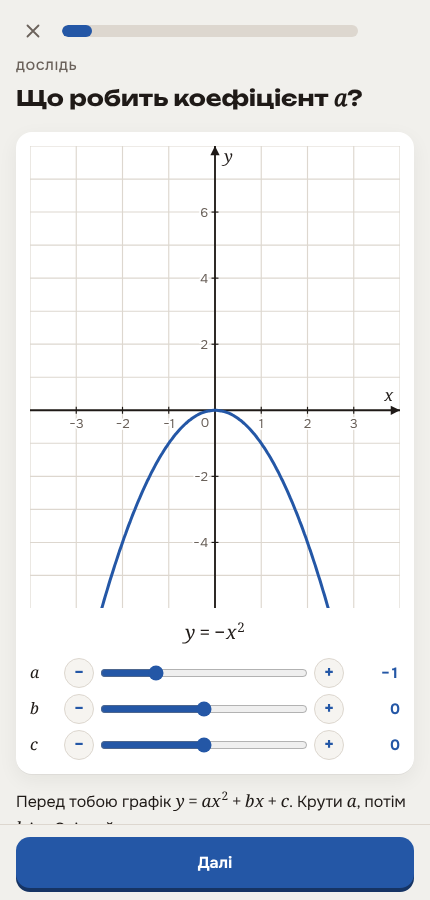 ДОСЛІДЬ
Що робить коефіцієнт a?
y
6
4
2
x
-3 -2 -1 0 1 2 3
-2
-4
y = −x²
a − + −1
b − + 0
c − + 0
Перед тобою графік y = ax² + bx + c. Крути a, потім
Далі